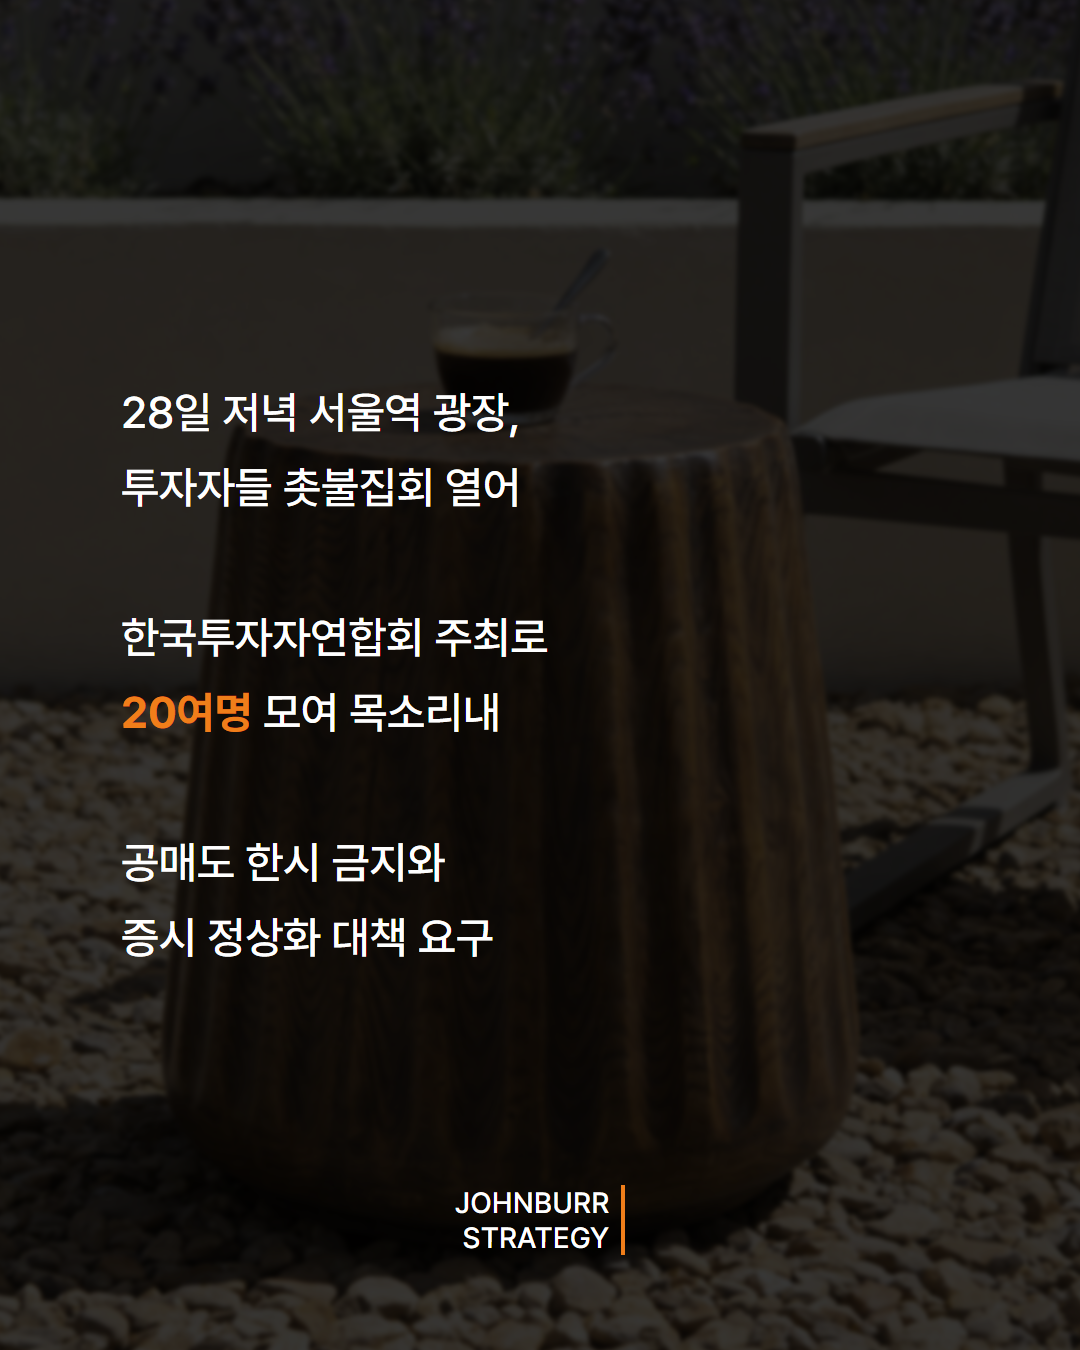 28일 저녁 서울역 광장,
투자자들 촛불집회 열어
한국투자자연합회 주최로
20여명 모여 목소리내
공매도 한시 금지와
증시 정상화 대책 요구
JOHNBURR
STRATEGY